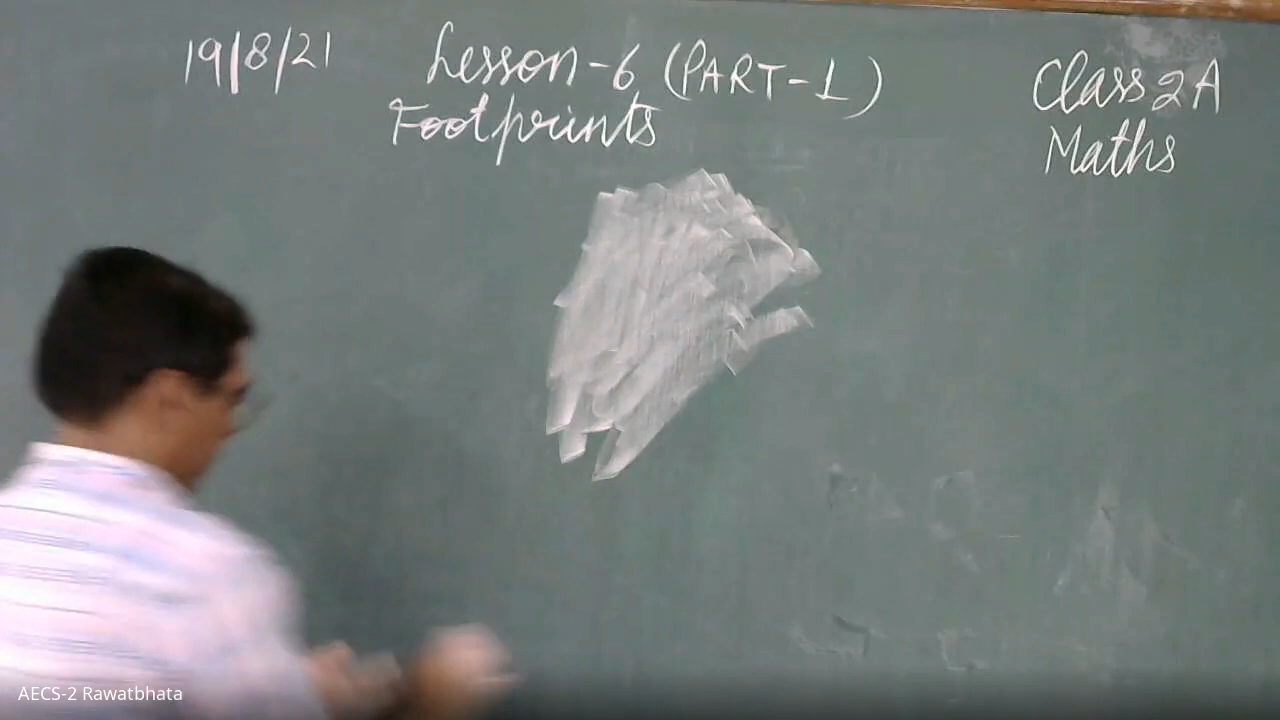 19/8/21 Lesson-6 (PART-1) Class 2A
Footprints Maths
AECS-2 Rawatbhata